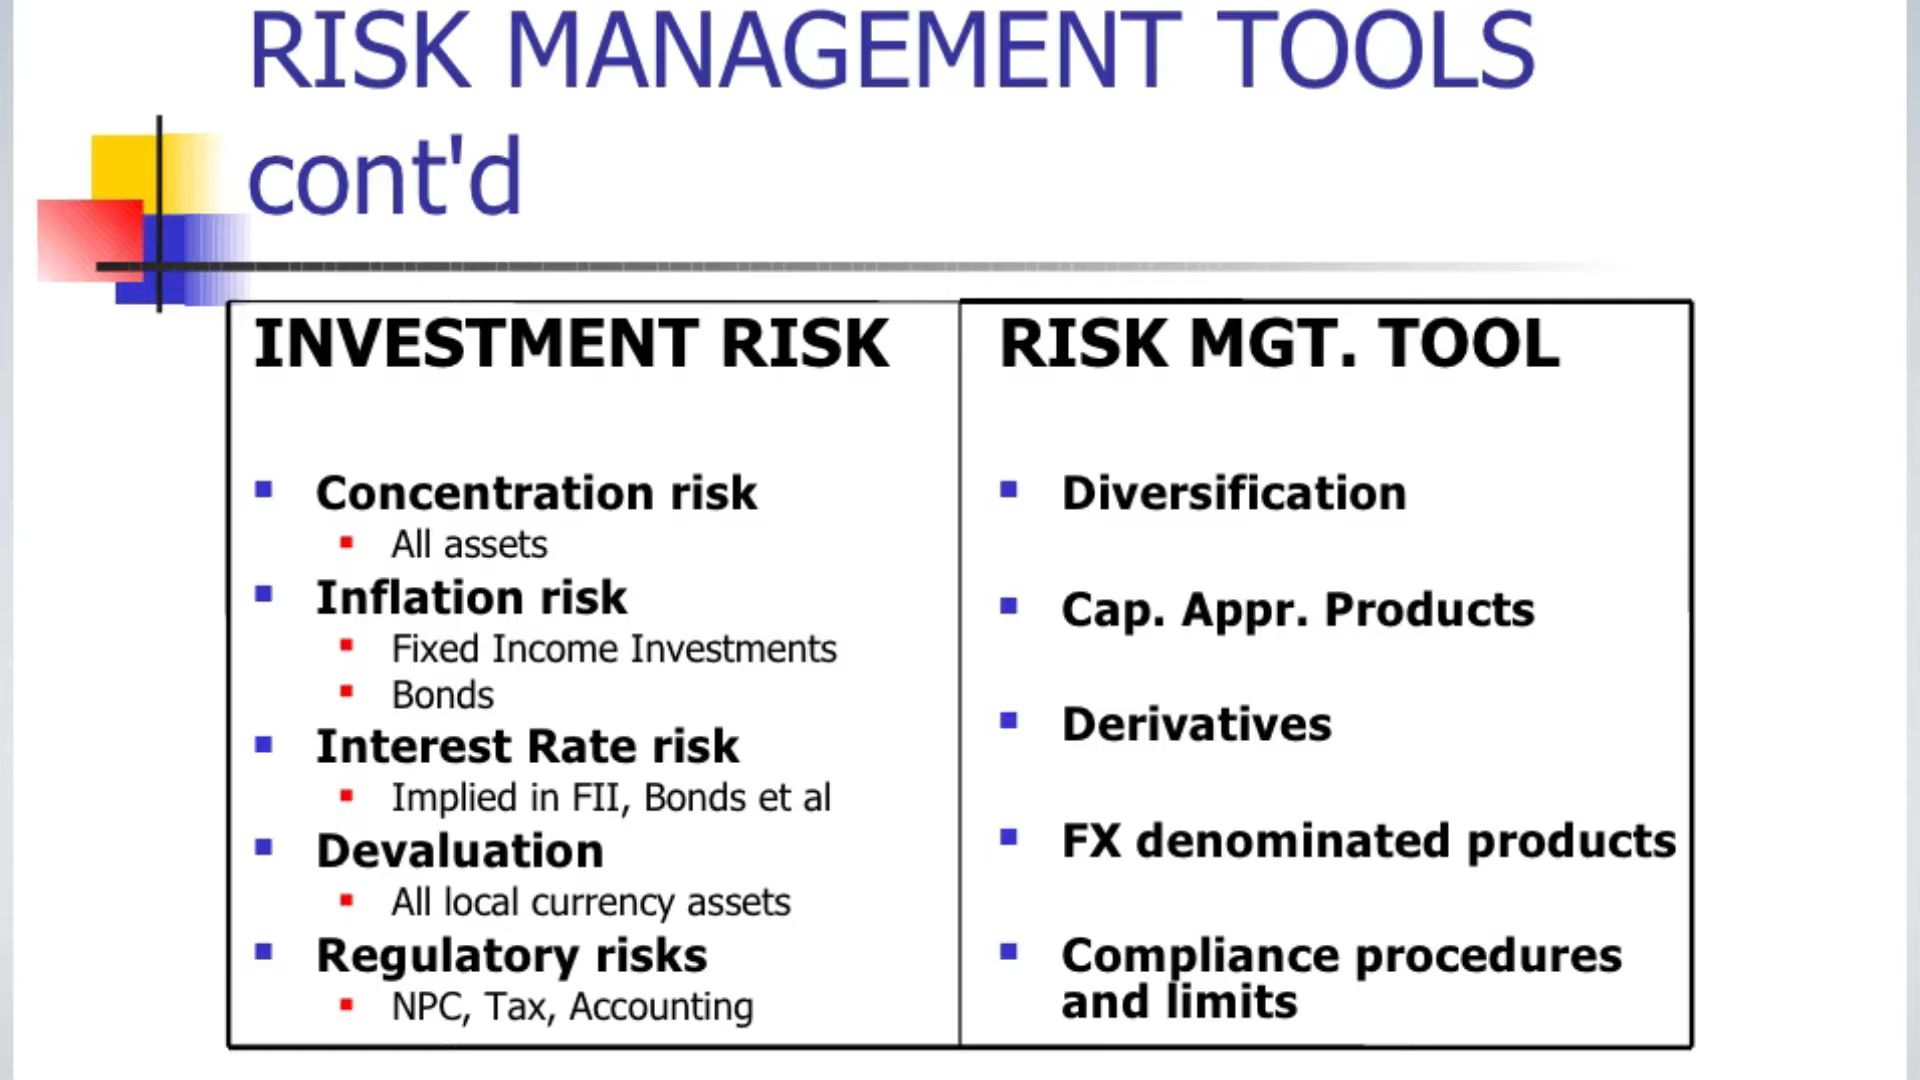 RISK MANAGEMENT TOOLS
cont'd
INVESTMENT RISK
Concentration risk
All assets
Inflation risk
Fixed Income Investments
Bonds
Interest Rate risk
Implied in FII, Bonds et al
Devaluation
All local currency assets
Regulatory risks
NPC, Tax, Accounting
RISK MGT. TOOL
Diversification
Cap. Appr. Products
Derivatives
FX denominated products
Compliance procedures
and limits